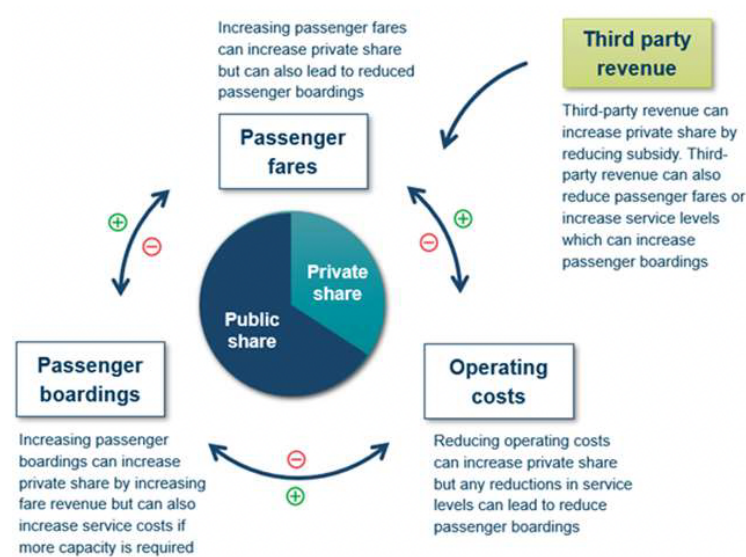 Increasing passenger fares
can increase private share
but can also lead to reduced
passenger boardings
Passenger
fares
Third party
revenue
Third-party revenue can
increase private share by
reducing subsidy. Third-
party revenue can also
reduce passenger fares or
increase service levels
which can increase
passenger boardings
Private
share
Public
share
Passenger
boardings
Increasing passenger
boardings can increase
private share by increasing
fare revenue but can also
increase service costs if
more capacity is required
Operating
costs
Reducing operating costs
can increase private share
but any reductions in service
levels can lead to reduce
passenger boardings